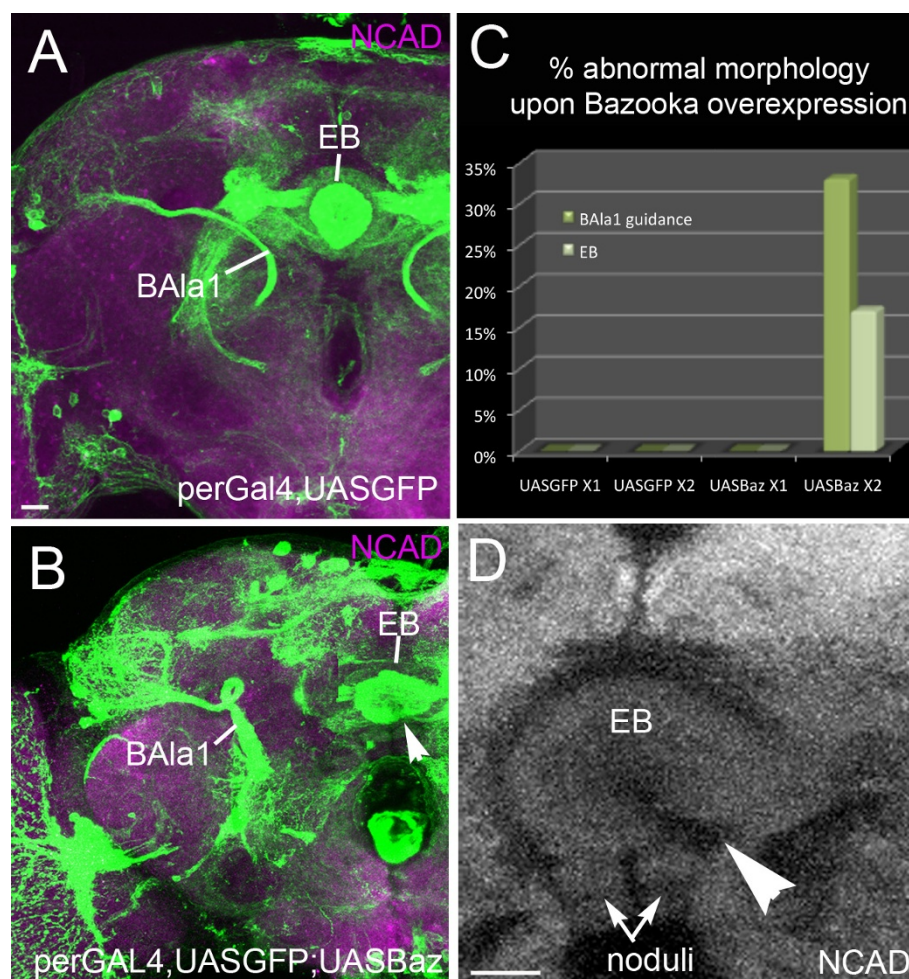 A
NCAD
EB
BAla1
perGal4,UASGFP
B
NCAD
EB
BAla1
perGAL4,UASGFP;UASBaz
C
% abnormal morphology
upon Bazooka overexpression
35%
30%
25%
20%
15%
10%
5%
0%
BAla1 guidance
EB
UASGFP X1 UASGFP X2 UASBaz X1 UASBaz X2
D
EB
noduli
NCAD